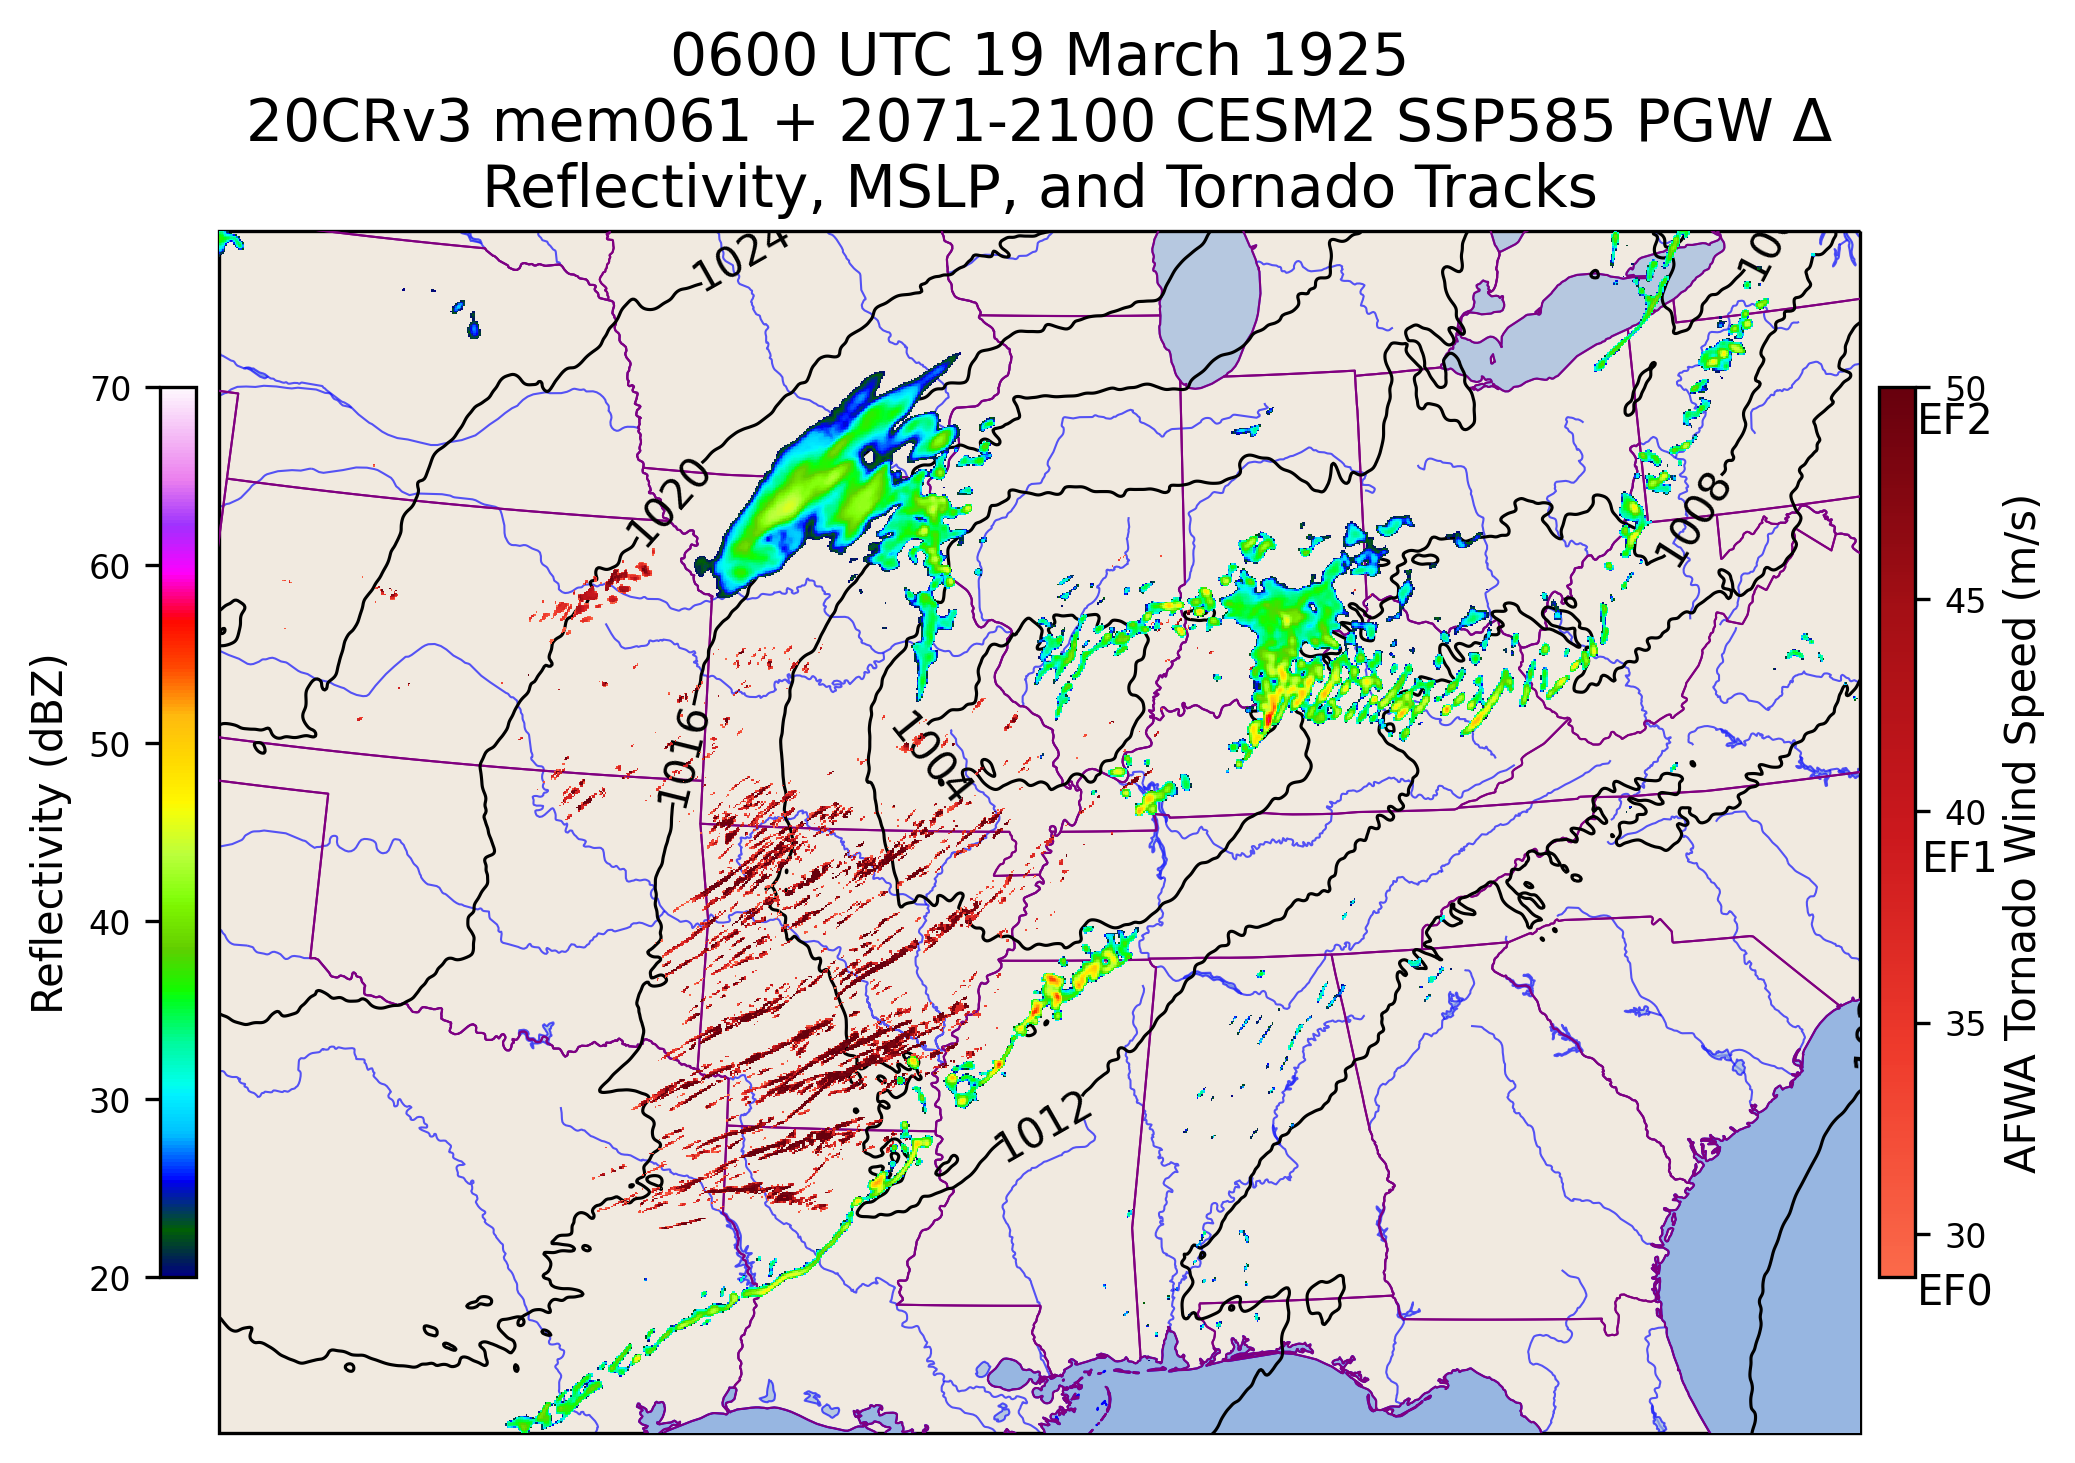 0600 UTC 19 March 1925
20CRv3 mem061 + 2071-2100 CESM2 SSP585 PGW Δ
Reflectivity, MSLP, and Tornado Tracks
70
60
50
40
30
20
Reflectivity (dBZ)
1024
1020
1016
1004
1008
1012
50
EF2
45
40
EF1
35
30
EF0
AFWA Tornado Wind Speed (m/s)